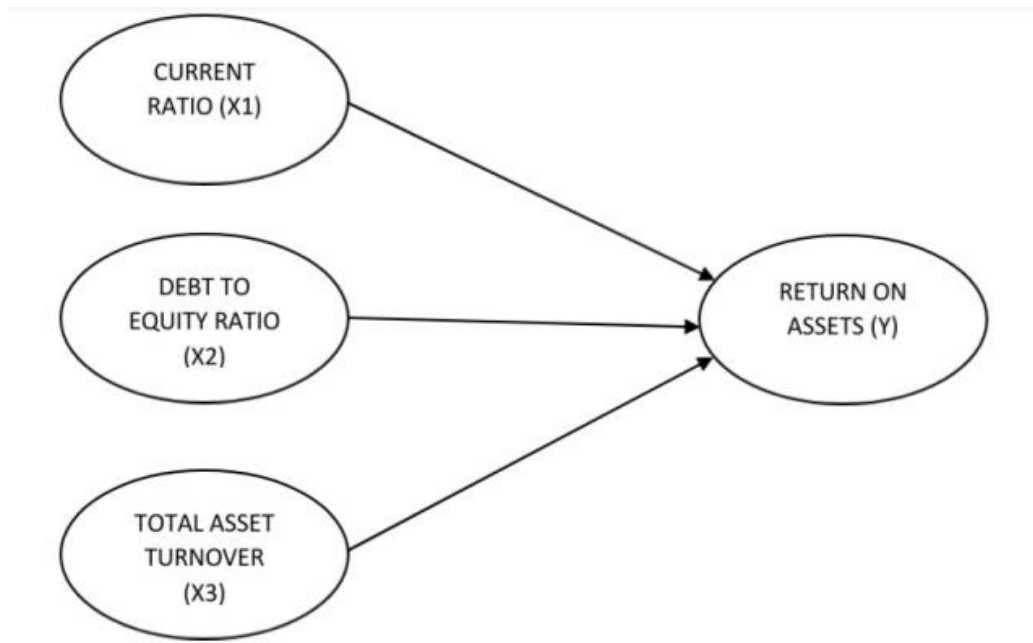 CURRENT
RATIO (X1)
DEBT TO
EQUITY RATIO
(X2)
RETURN ON
ASSETS (Y)
TOTAL ASSET
TURNOVER
(X3)